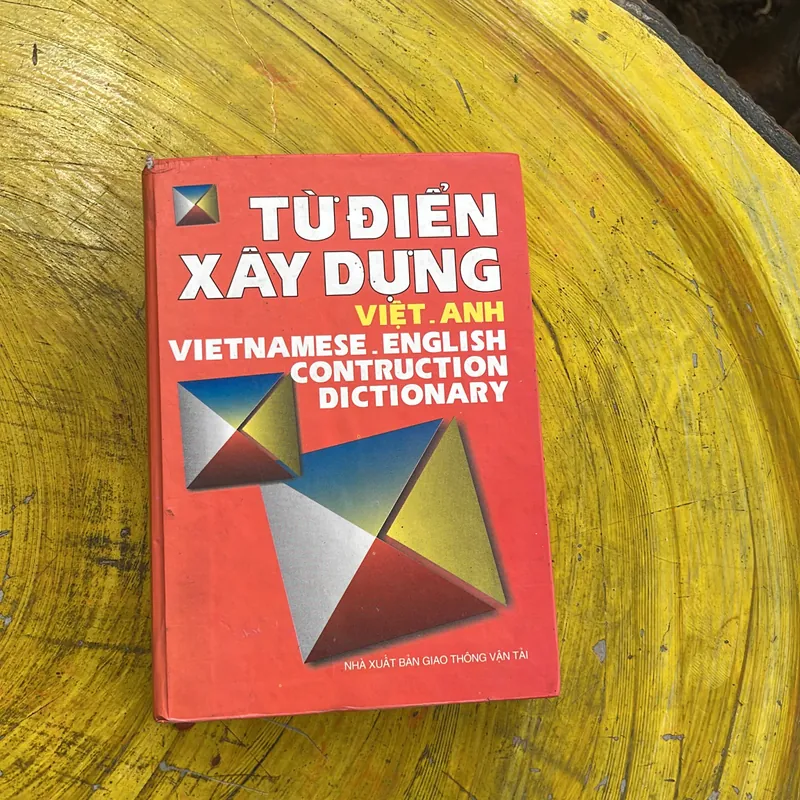 TỪ ĐIỂN
XÂY DỰNG
VIỆT. ANH
VIETNAMESE. ENGLISH
CONTRUCTION
DICTIONARY
NHÀ XUẤT BẢN GIAO THÔNG VẬN TẢI